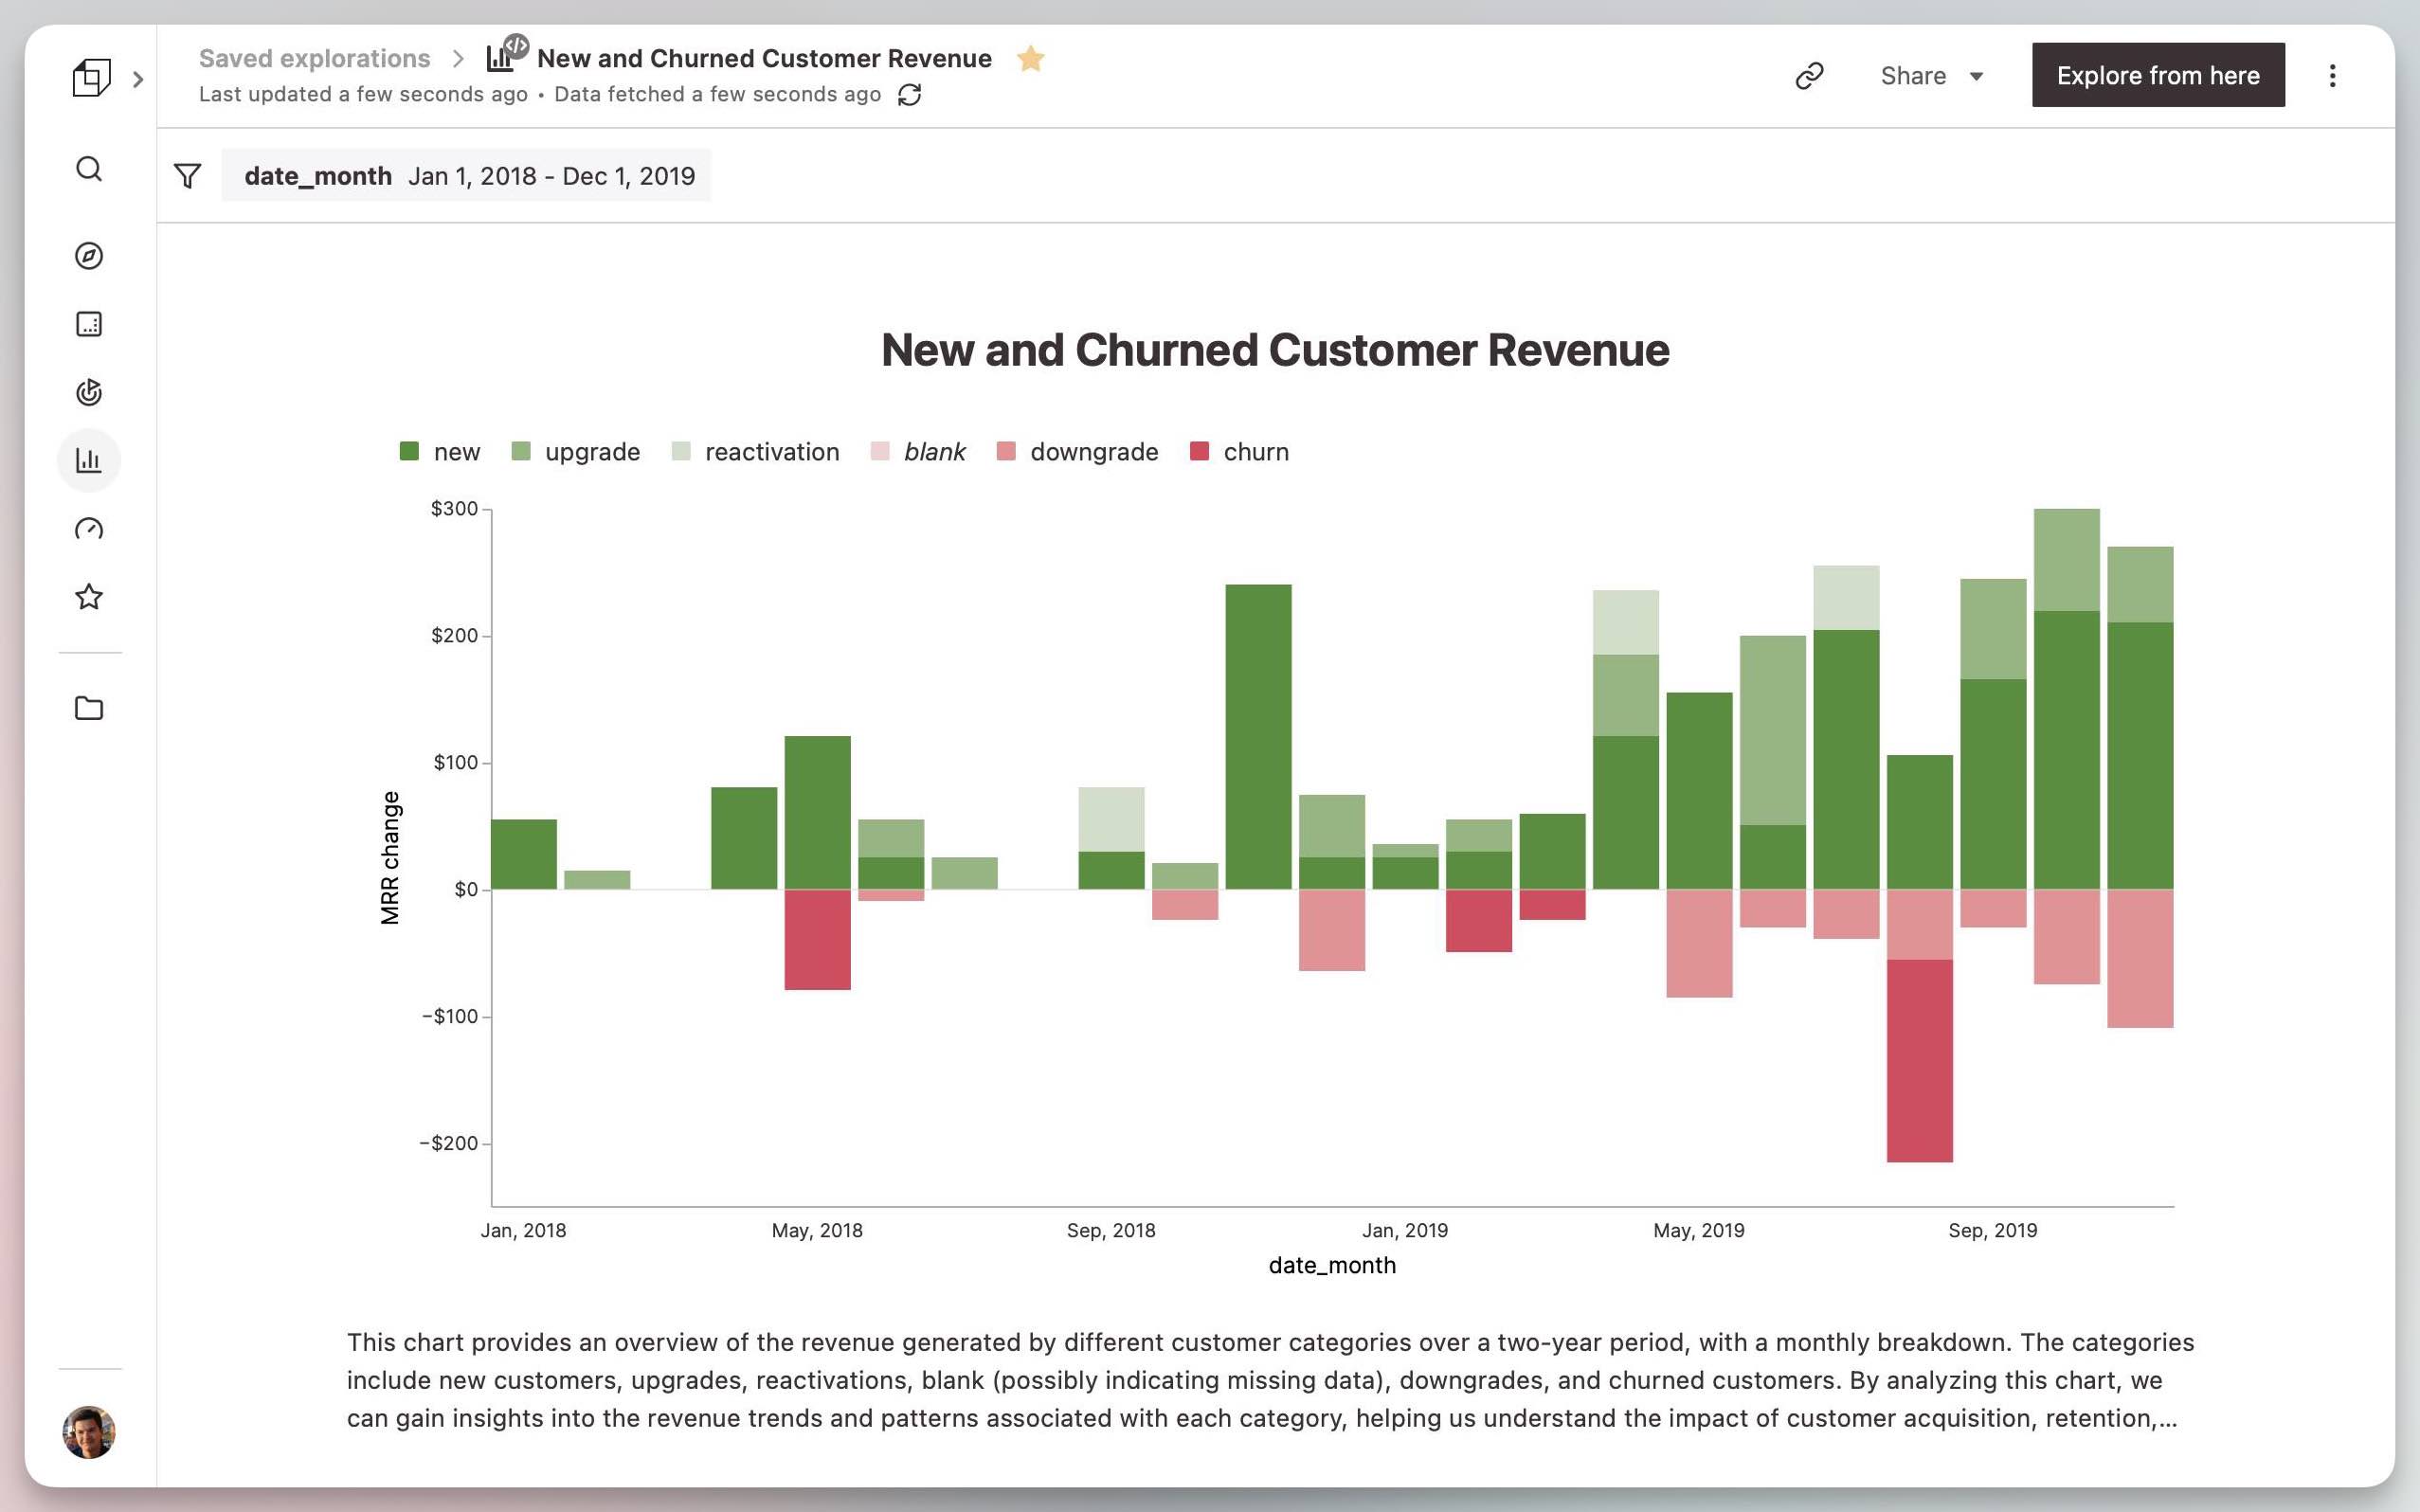 Saved explorations > New and Churned Customer Revenue
Last updated a few seconds ago • Data fetched a few seconds ago
Share
Explore from here
date_month Jan 1, 2018 - Dec 1, 2019
New and Churned Customer Revenue
new upgrade reactivation blank downgrade churn
$300
$200
$100
$0
−$100
−$200
MRR change
Jan, 2018 May, 2018 Sep, 2018 Jan, 2019 May, 2019 Sep, 2019
date_month
This chart provides an overview of the revenue generated by different customer categories over a two-year period, with a monthly breakdown. The categories
include new customers, upgrades, reactivations, blank (possibly indicating missing data), downgrades, and churned customers. By analyzing this chart, we
can gain insights into the revenue trends and patterns associated with each category, helping us understand the impact of customer acquisition, retention,...